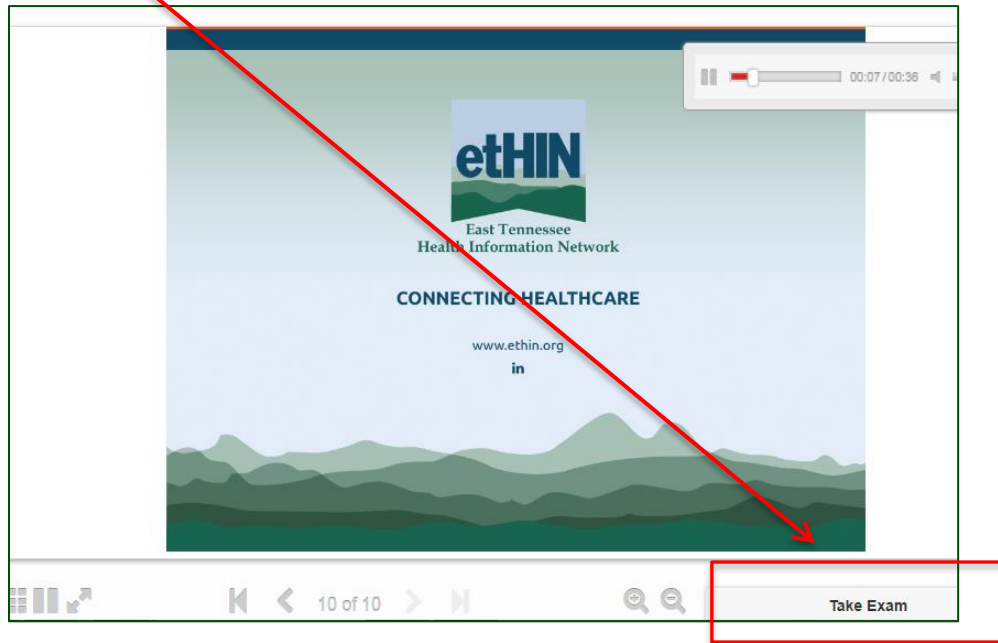 00:07/00:36
etHIN
East Tennessee
Health Information Network
CONNECTING HEALTHCARE
www.ethin.org
in
10 of 10
Take Exam